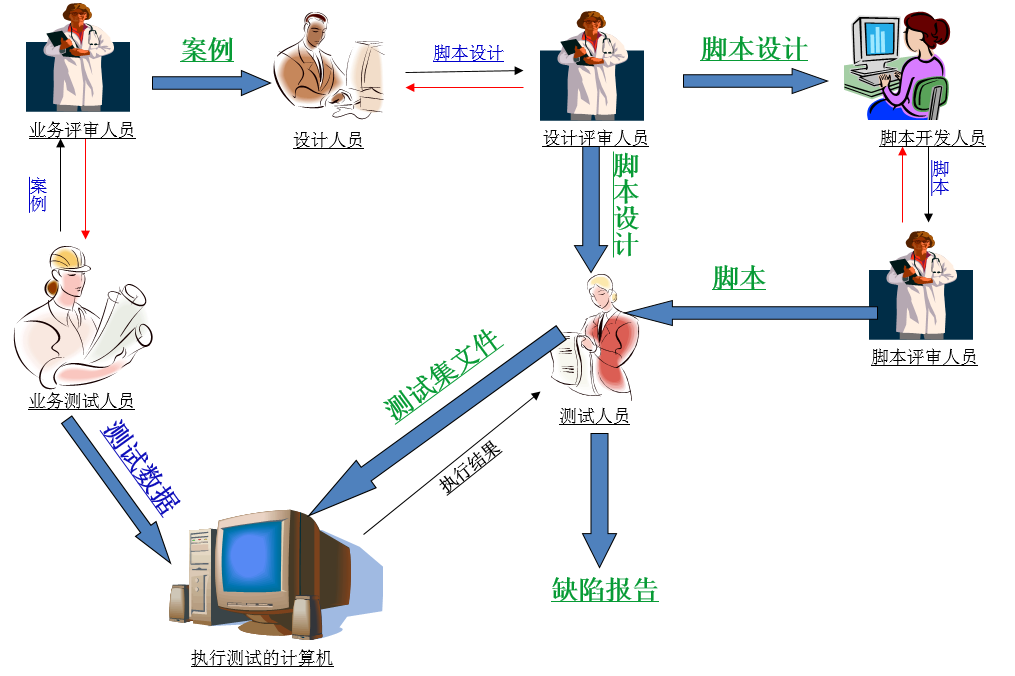 案例
脚本设计
脚本设计
业务评审人员
设计人员
设计评审人员
脚本开发人员
案例
脚本设计
脚本
脚本
脚本评审人员
业务测试人员
测试集文件
测试人员
测试数据
执行结果
缺陷报告
执行测试的计算机